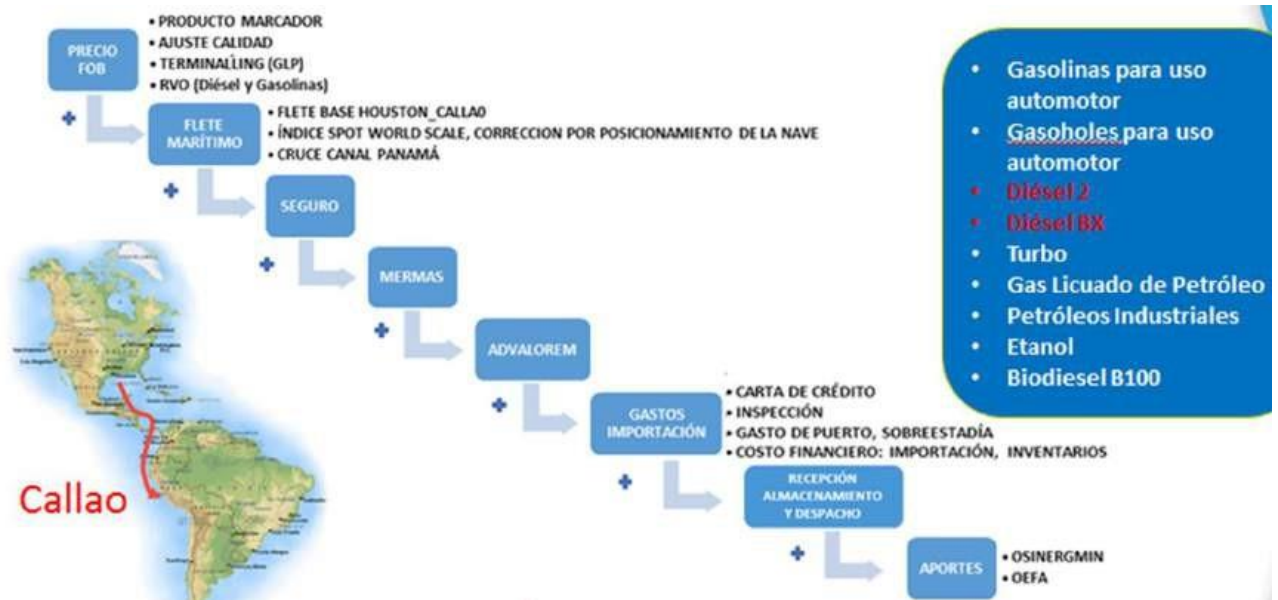 PRECIO
FOB
• PRODUCTO MARCADOR
• AJUSTE CALIDAD
• TERMINALLING (GLP)
• RVO (Diésel y Gasolinas)
FLETE
MARÍTIMO
• FLETE BASE HOUSTON_CALLA0
• ÍNDICE SPOT WORLD SCALE, CORRECCION POR POSICIONAMIENTO DE LA NAVE
• CRUCE CANAL PANAMÁ
SEGURO
MERMAS
ADVALOREM
GASTOS
IMPORTACIÓN
• CARTA DE CRÉDITO
• INSPECCIÓN
• GASTO DE PUERTO, SOBREESTADÍA
• COSTO FINANCIERO: IMPORTACIÓN, INVENTARIOS
RECEPCIÓN
ALMACENAMIENTO
Y DESPACHO
APORTES
• OSINERGMIN
• OEFA
• Gasolinas para uso
automotor
• Gasoholes para uso
automotor
• Diésel 2
• Diésel BX
• Turbo
• Gas Licuado de Petróleo
• Petróleos Industriales
• Etanol
• Biodiesel B100
Callao